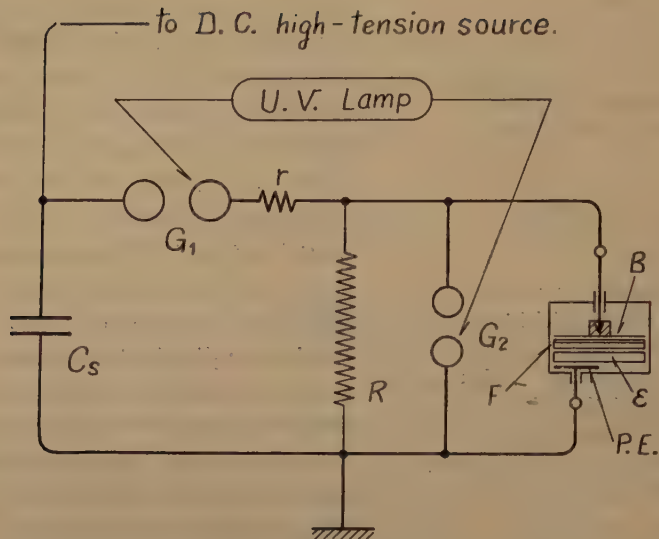 to D.C. high-tension source.
U.V. Lamp
r
G₁
B
Cs
R
G₂
F
ε
P.E.